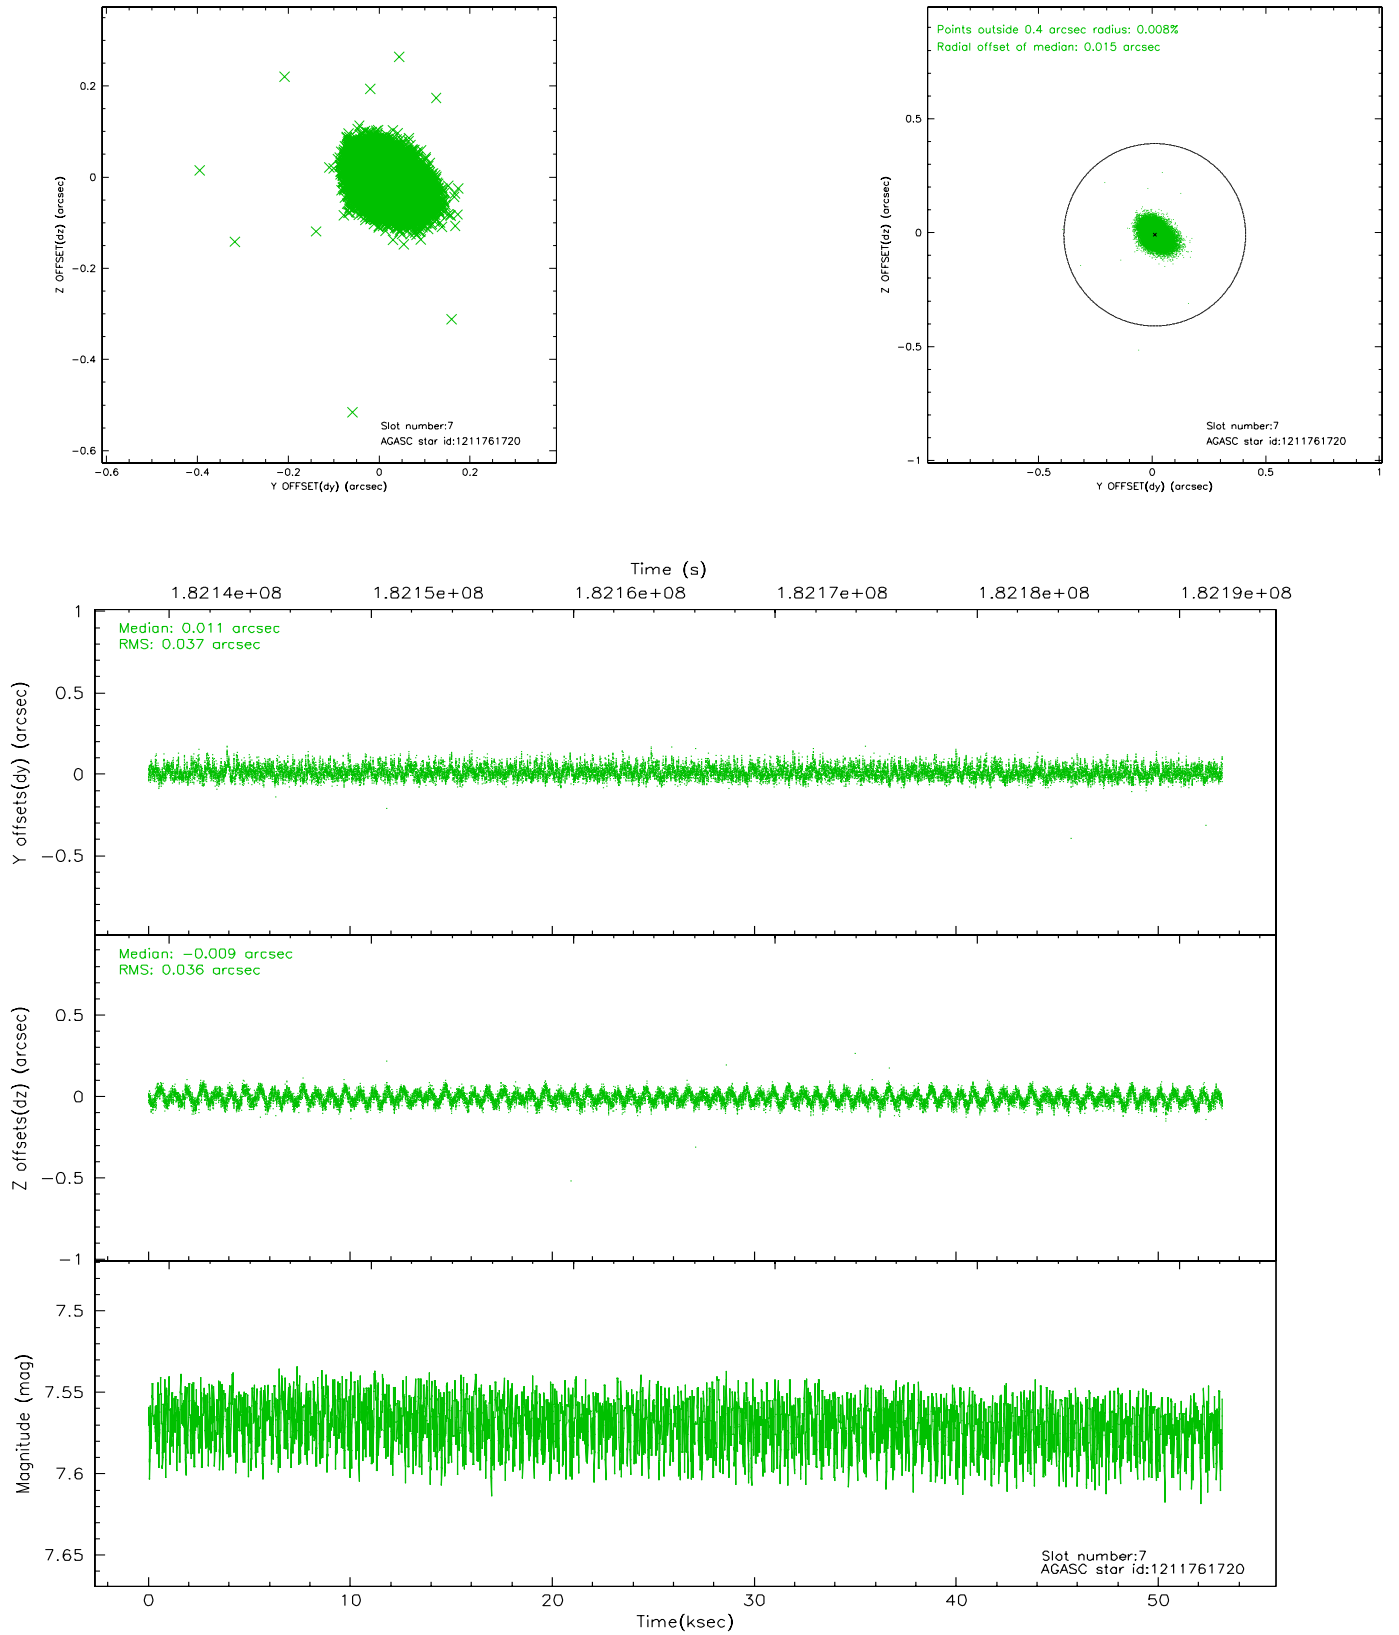 0.2
0
−0.2
−0.4
−0.6
Z OFFSET(dz) (arcsec)
Slot number:7
AGASC star id:1211761720
−0.6 −0.4 −0.2 0 0.2
Y OFFSET(dy) (arcsec)
Points outside 0.4 arcsec radius: 0.008%
Radial offset of median: 0.015 arcsec
0.5
0
−0.5
−1
Z OFFSET(dz) (arcsec)
Slot number:7
AGASC star id:1211761720
−0.5 0 0.5 1
Y OFFSET(dy) (arcsec)
Time (s)
1.8214e+08 1.8215e+08 1.8216e+08 1.8217e+08 1.8218e+08 1.8219e+08
Median: 0.011 arcsec
RMS: 0.037 arcsec
1
0.5
0
−0.5
Y offsets(dy) (arcsec)
Median: −0.009 arcsec
RMS: 0.036 arcsec
0.5
0
−0.5
−1
Z offsets(dz) (arcsec)
7.5
7.55
7.6
7.65
Magnitude (mag)
Slot number:7
AGASC star id:1211761720
0 10 20 30 40 50
Time(ksec)